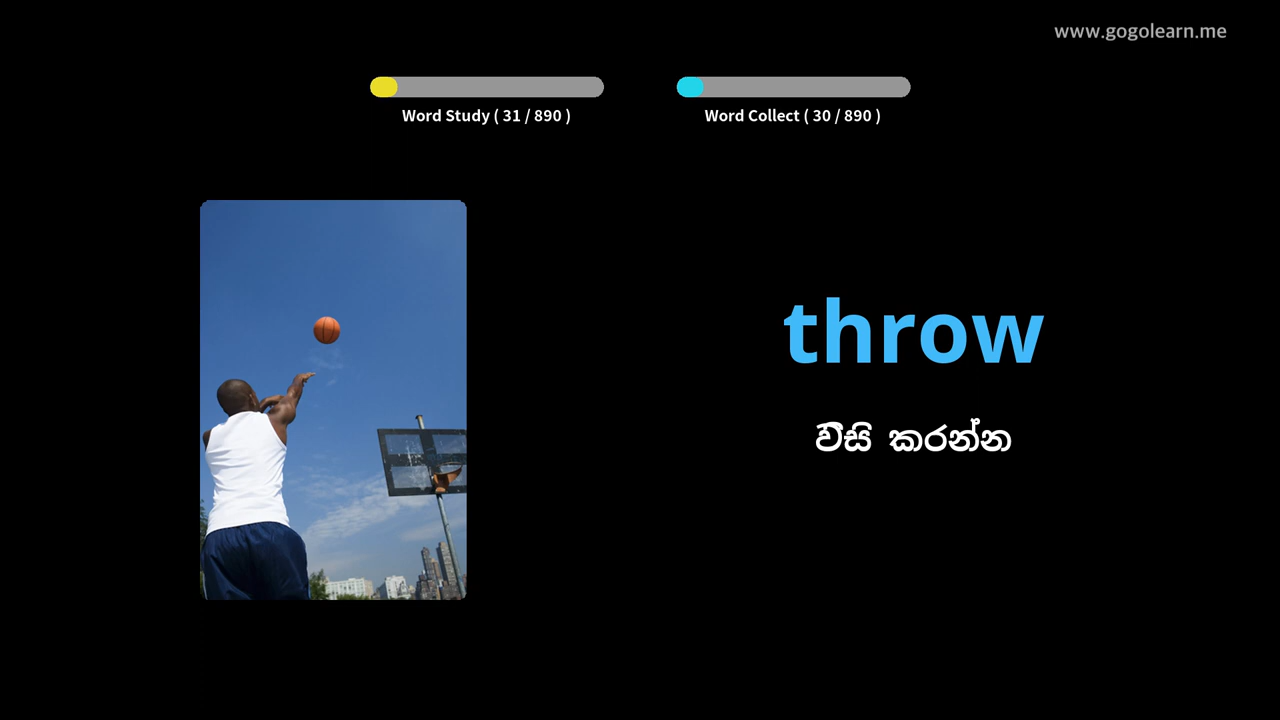 www.gogolearn.me
Word Study ( 31 / 890 )
Word Collect ( 30 / 890 )
throw
වීසි කරන්න